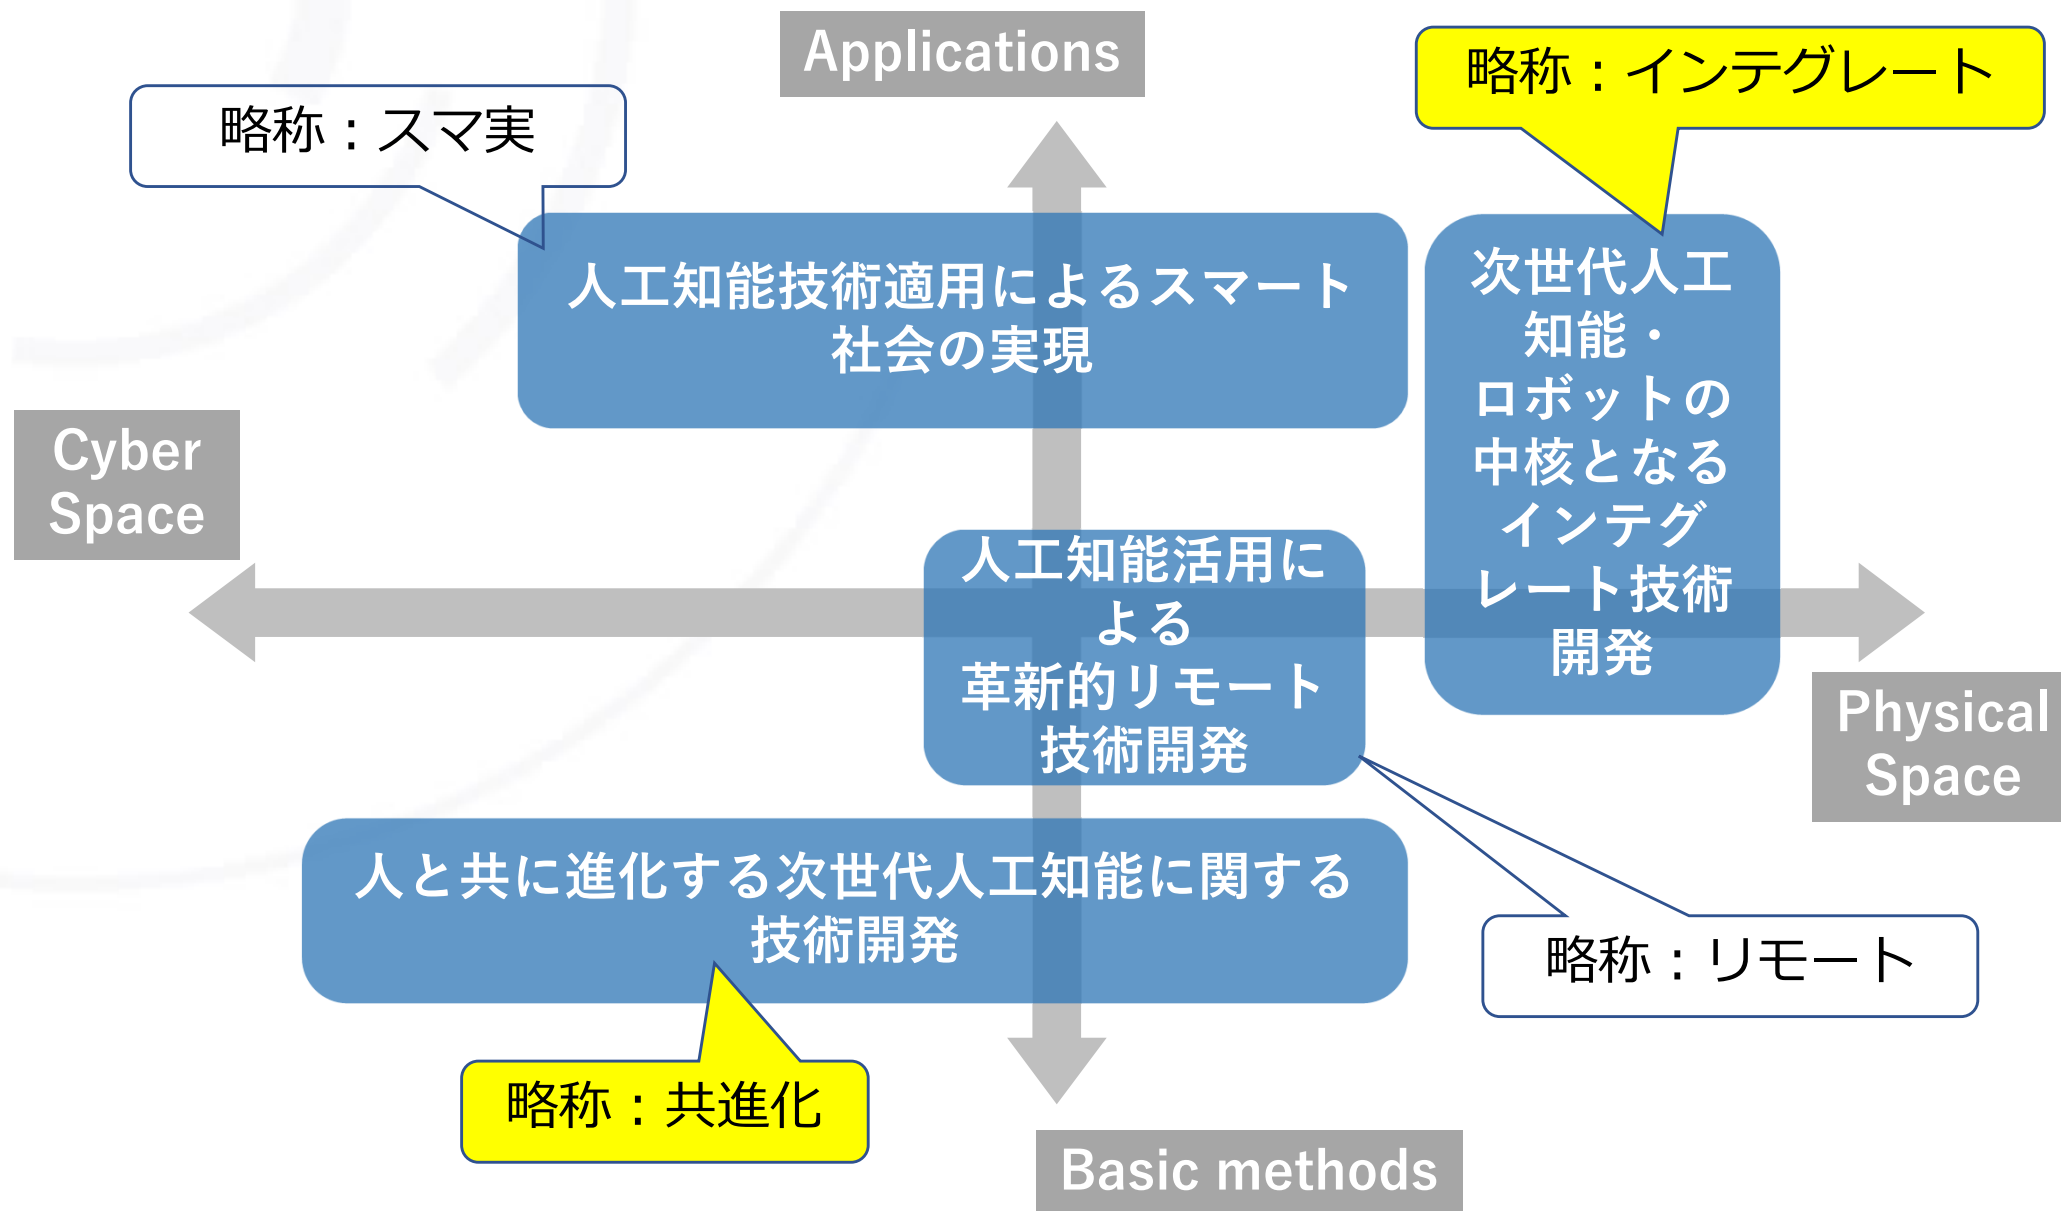 Applications
略称：インテグレート
略称：スマ実
人工知能技術適用によるスマート
社会の実現
次世代人工
知能・
ロボットの
中核となる
インテグ
レート技術
開発
Cyber
Space
人工知能活用に
よる
革新的リモート
技術開発
Physical
Space
人と共に進化する次世代人工知能に関する
技術開発
略称：リモート
略称：共進化
Basic methods